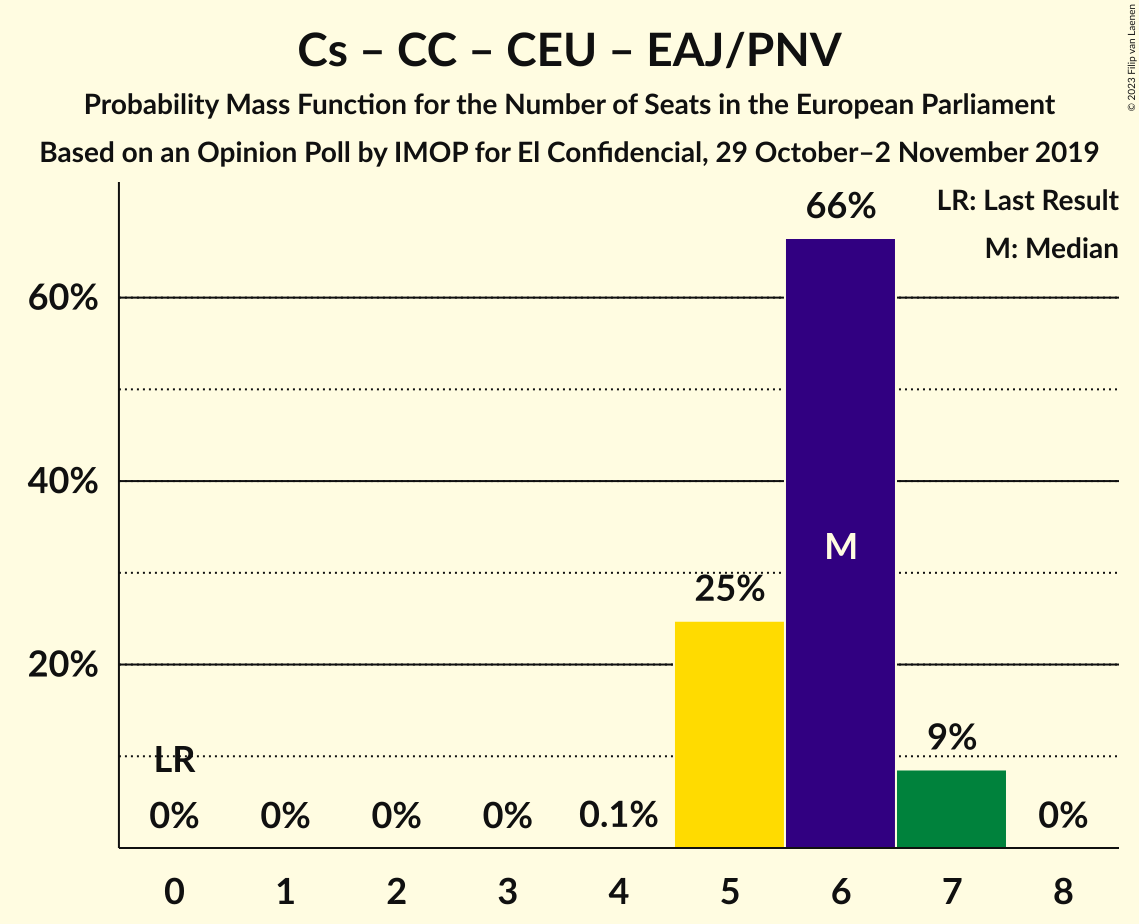 Cs – CC – CEU – EAJ/PNV
Probability Mass Function for the Number of Seats in the European Parliament
Based on an Opinion Poll by IMOP for El Confidencial, 29 October–2 November 2019
© 2023 Filip van Laenen
LR: Last Result
M: Median
66%
60%
40%
M
25%
20%
9%
LR
0%
0%
0%
0%
0.1%
0%
0
1
2
3
4
5
6
7
8